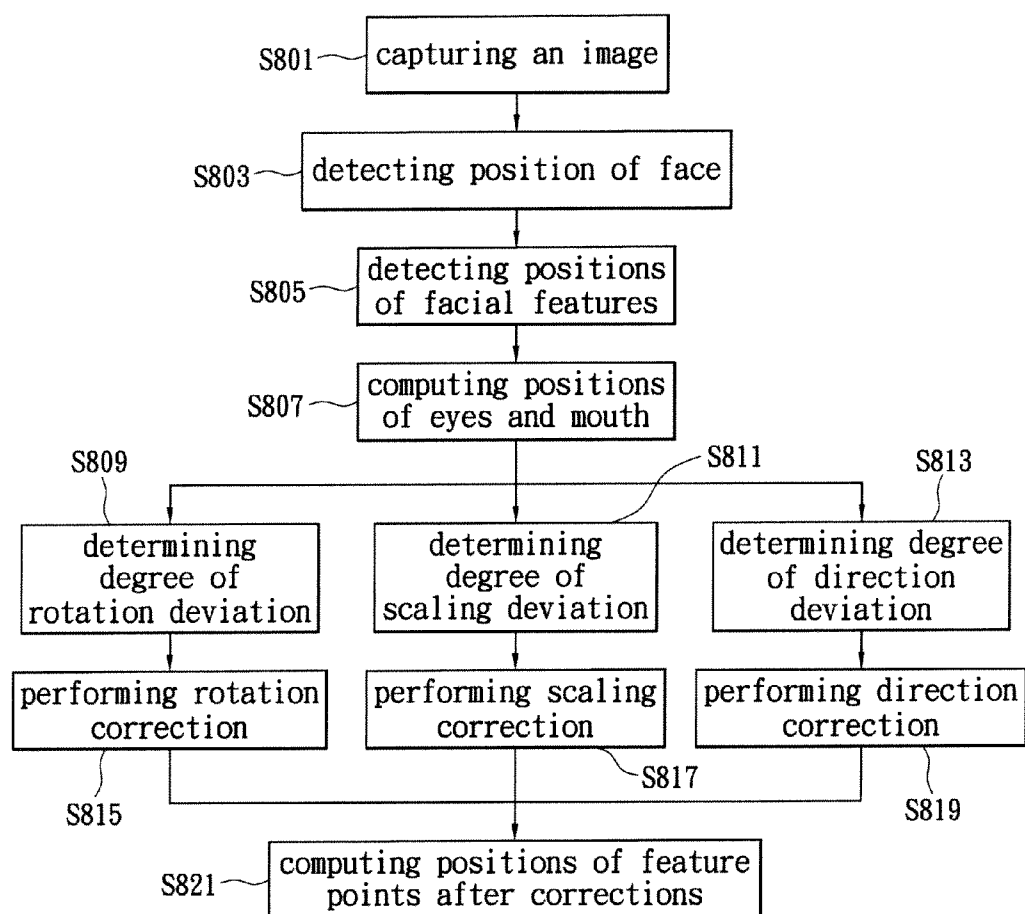 S801
capturing an image
S803
detecting position of face
S805
detecting positions
of facial features
S807
computing positions
of eyes and mouth
S809
S811
S813
determining
degree of
rotation deviation
determining
degree of
scaling deviation
determining degree
of direction
deviation
performing rotation
correction
performing scaling
correction
performing direction
correction
S815
S817
S819
S821
computing positions of feature
points after corrections